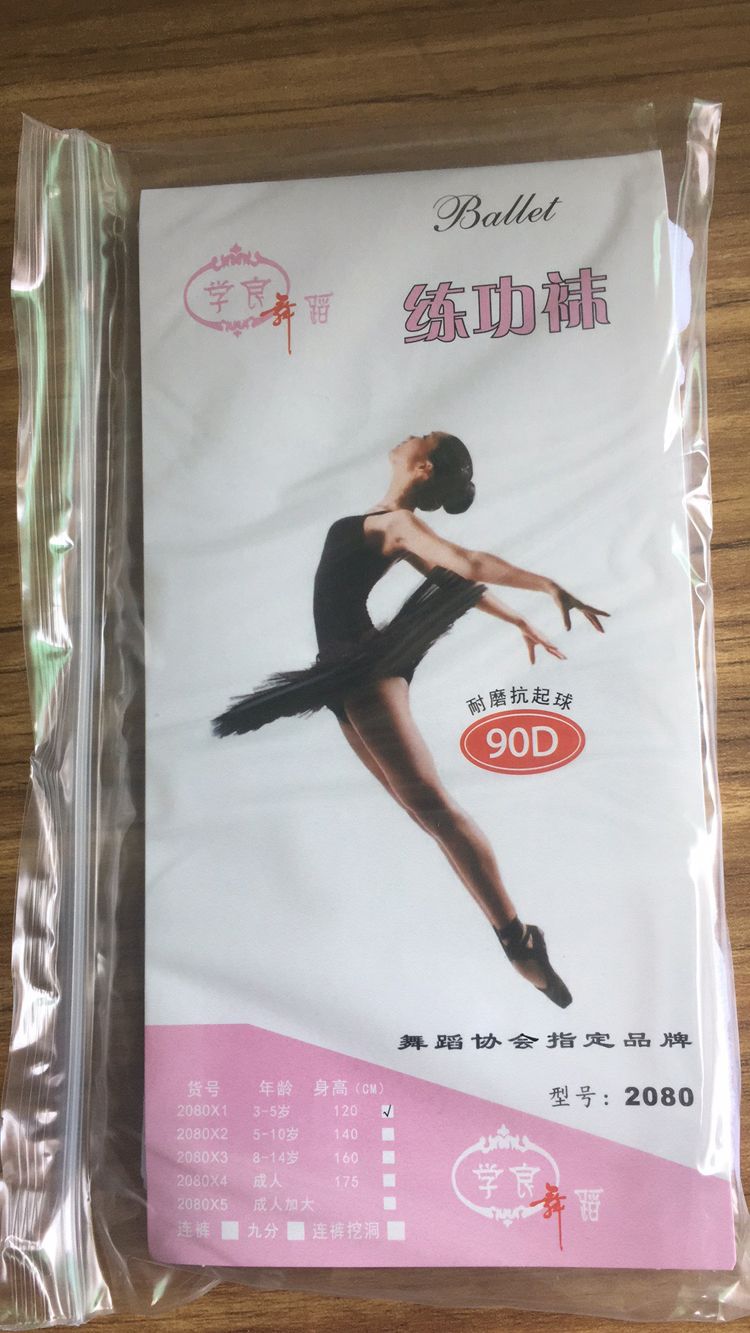 Ballet
学良舞蹈
练功袜
耐磨抗起球
90D
舞蹈协会指定品牌
型号：2080
货号 年龄 身高(CM)
2080X1 3-5岁 120 √
2080X2 5-10岁 140
2080X3 8-14岁 160
2080X4 成人 175
2080X5 成人加大
连裤 九分 连裤挖洞
学良舞蹈